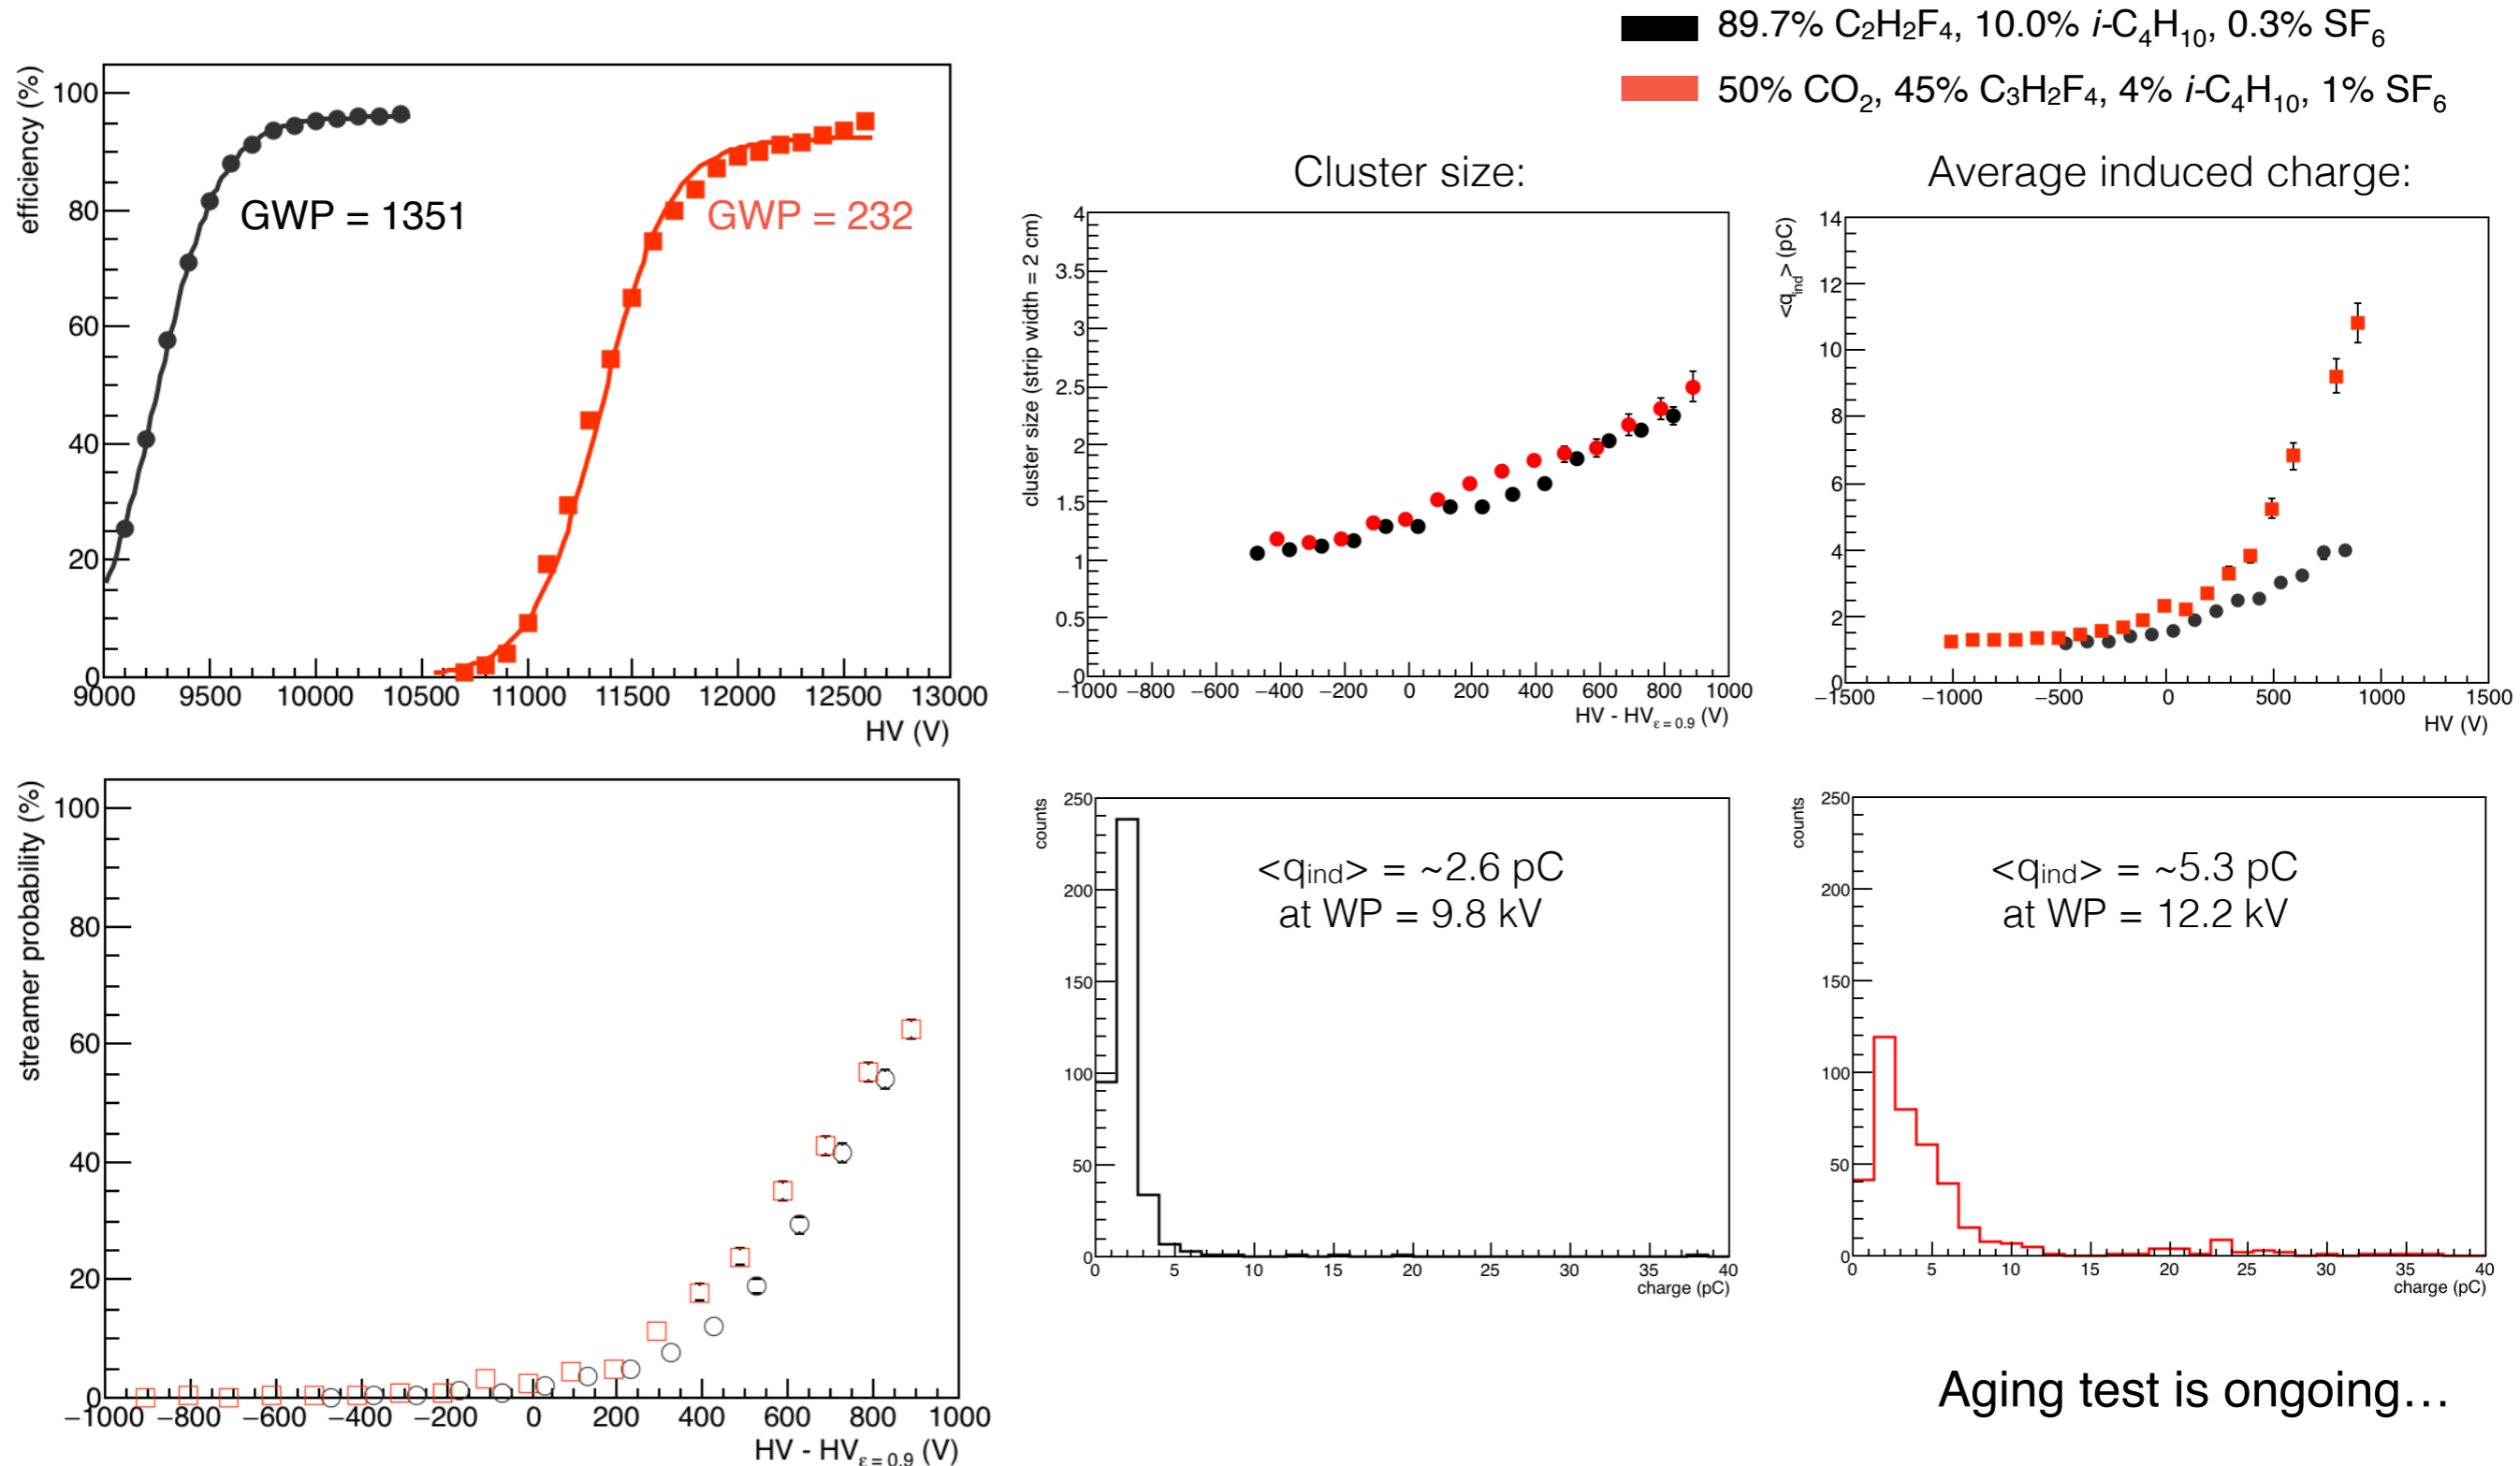 89.7% C₂H₂F₄, 10.0% i-C₄H₁₀, 0.3% SF₆
50% CO₂, 45% C₃H₂F₄, 4% i-C₄H₁₀, 1% SF₆
efficiency (%)
100
80
60
40
20
0
GWP = 1351
GWP = 232
9000 9500 10000 10500 11000 11500 12000 12500 13000
HV (V)
Cluster size:
cluster size (strip width = 2 cm)
4
3.5
3
2.5
2
1.5
1
0.5
0
−1000 −800 −600 −400 −200 0 200 400 600 800 1000
HV - HVε = 0.9 (V)
Average induced charge:
<qind> (pC)
14
12
10
8
6
4
2
0
−1500 −1000 −500 0 500 1000 1500
HV (V)
streamer probability (%)
100
80
60
40
20
0
−1000 −800 −600 −400 −200 0 200 400 600 800 1000
HV - HVε = 0.9 (V)
counts
250
200
150
100
50
0
<qind> = ~2.6 pC
at WP = 9.8 kV
0 5 10 15 20 25 30 35 40
charge (pC)
counts
250
200
150
100
50
0
<qind> = ~5.3 pC
at WP = 12.2 kV
0 5 10 15 20 25 30 35 40
charge (pC)
Aging test is ongoing…